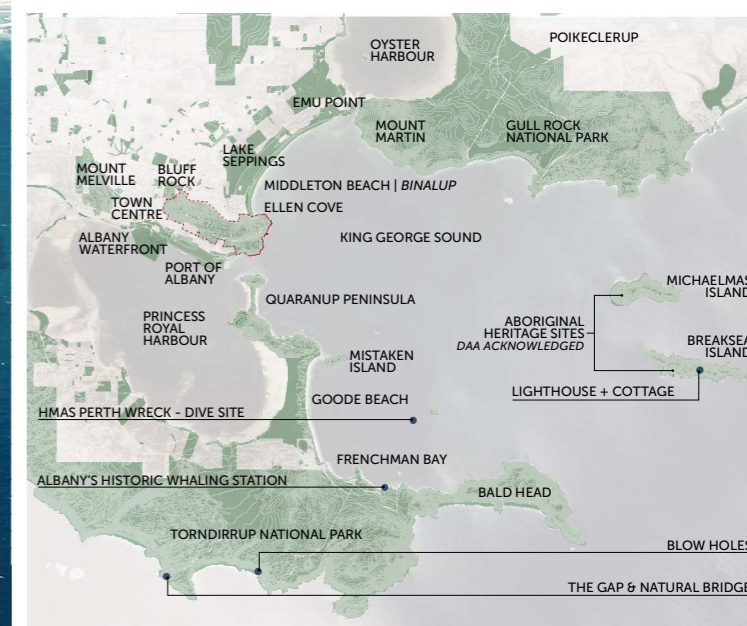 OYSTER
HARBOUR
POIKECLERUP
EMU POINT
MOUNT
MARTIN
GULL ROCK
NATIONAL PARK
LAKE
SEPPINGS
MOUNT
MELVILLE
BLUFF
ROCK
MIDDLETON BEACH | BINALUP
TOWN
CENTRE
ELLEN COVE
ALBANY
WATERFRONT
KING GEORGE SOUND
PORT OF
ALBANY
MICHAELMAS
ISLAND
QUARANUP PENINSULA
PRINCESS
ROYAL
HARBOUR
ABORIGINAL
HERITAGE SITES
DAA ACKNOWLEDGED
BREAKSEA
ISLAND
MISTAKEN
ISLAND
LIGHTHOUSE + COTTAGE
GOODE BEACH
HMAS PERTH WRECK - DIVE SITE
FRENCHMAN BAY
ALBANY'S HISTORIC WHALING STATION
BALD HEAD
TORNDIRRUP NATIONAL PARK
BLOW HOLES
THE GAP & NATURAL BRIDGE